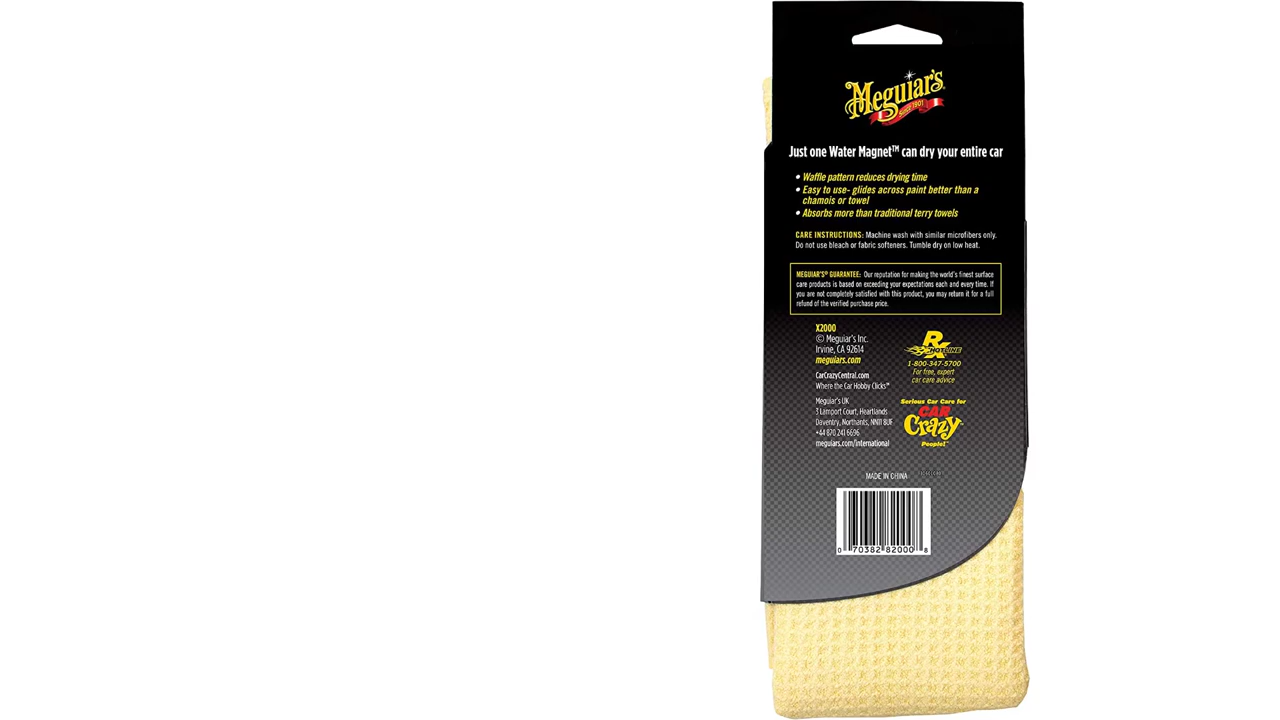 Meguiar's
Since 1901
Just one Water Magnet™ can dry your entire car
• Waffle pattern reduces drying time
• Easy to use- glides across paint better than a
chamois or towel
• Absorbs more than traditional terry towels
CARE INSTRUCTIONS: Machine wash with similar microfibers only.
Do not use bleach or fabric softeners. Tumble dry on low heat.
MEGUIAR'S® GUARANTEE: Our reputation for making the world's finest surface
care products is based on exceeding your expectations each and every time. If
you are not completely satisfied with this product, you may return it for a full
refund of the verified purchase price.
X2000
© Meguiar's Inc.
Irvine, CA 92614
meguiars.com
CarCrazyCentral.com
Where the Car Hobby Clicks™
Meguiar's UK
3 Lamport Court, Heartlands
Daventry, Northants, NN11 8UF
+44 870 241 6696
meguiars.com/international
RX
HOTLINE
1-800-347-5700
For free, expert
car care advice
Serious Car Care for
CAR
Crazy™
People!™
MADE IN CHINA
0 70382 82000 8